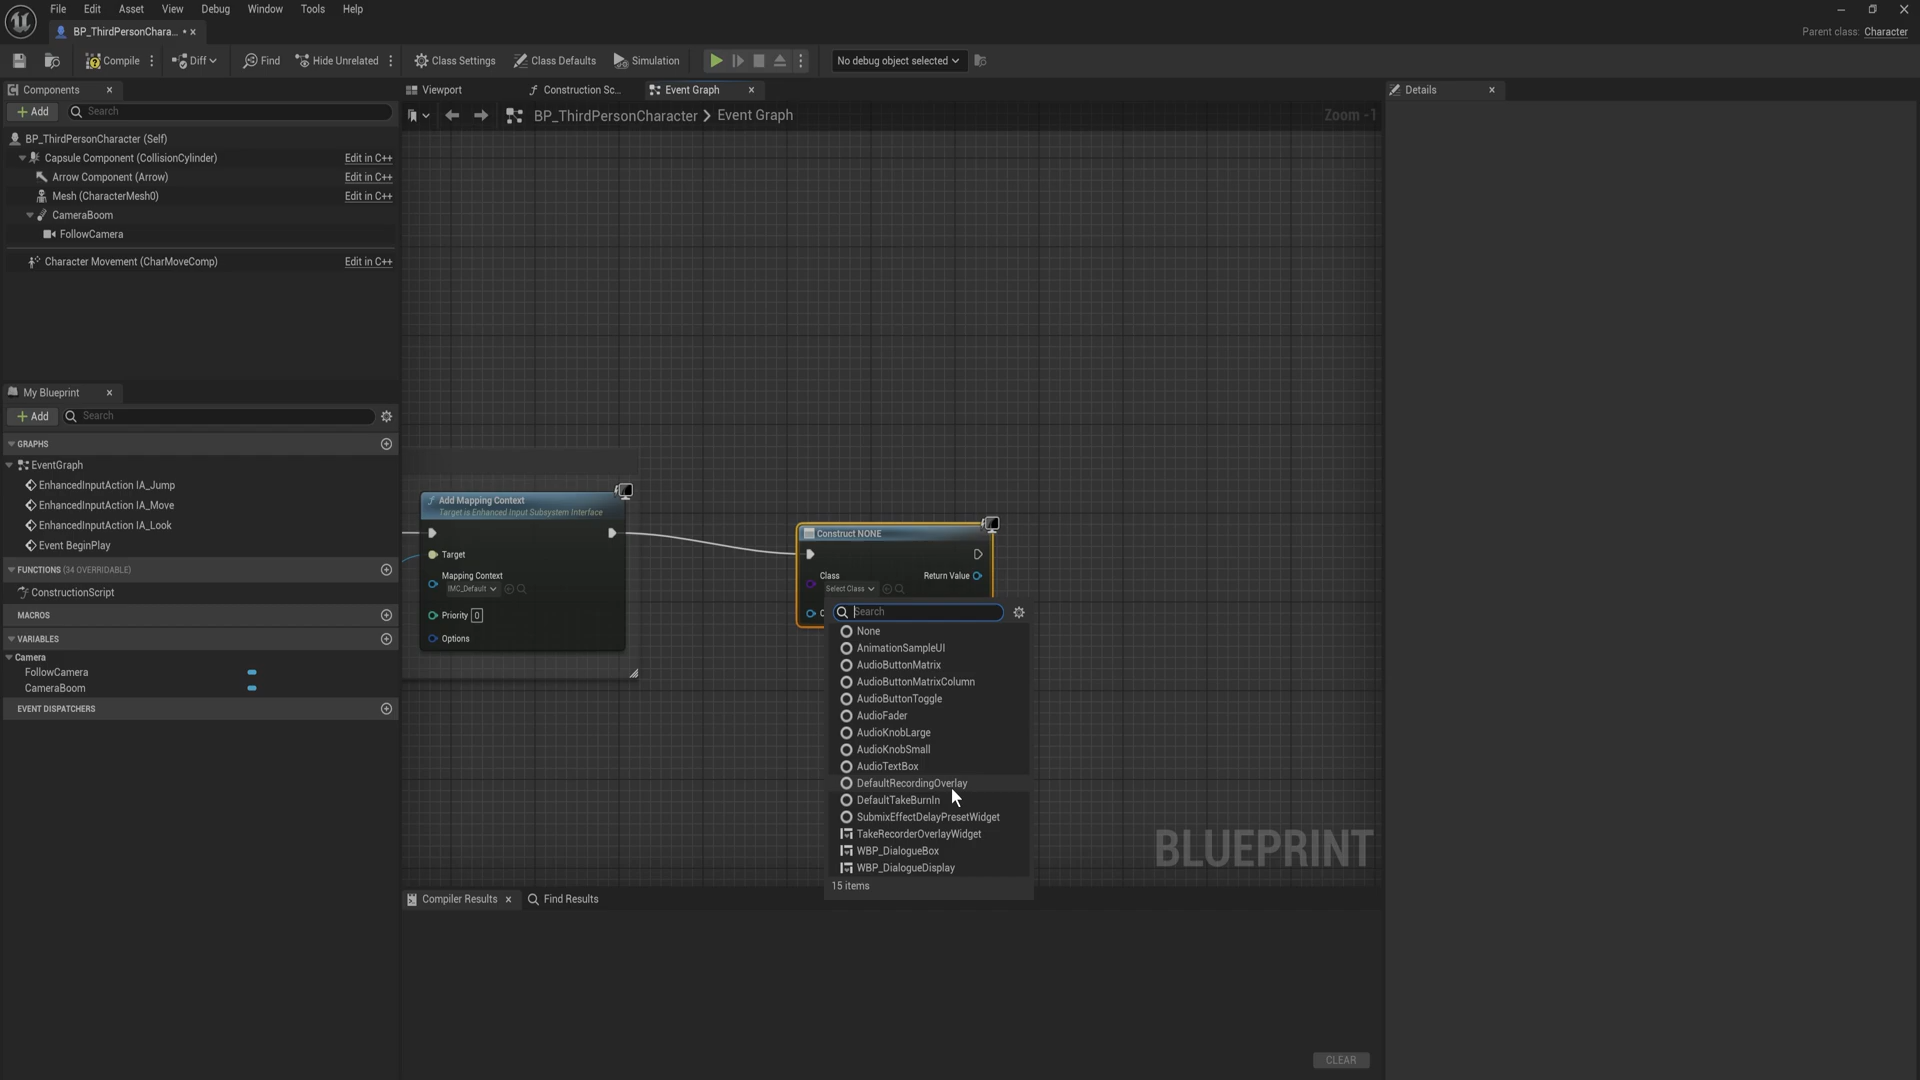 File Edit Asset View Debug Window Tools Help
BP_ThirdPersonChara... •
Parent class: Character
Compile Diff Find Hide Unrelated Class Settings Class Defaults Simulation No debug object selected
Components
Viewport Construction Sc... Event Graph
Details
Add Search
BP_ThirdPersonCharacter > Event Graph
Zoom -1
BP_ThirdPersonCharacter (Self)
Capsule Component (CollisionCylinder) Edit in C++
Arrow Component (Arrow) Edit in C++
Mesh (CharacterMesh0) Edit in C++
CameraBoom
FollowCamera
Character Movement (CharMoveComp) Edit in C++
My Blueprint
Add Search
GRAPHS
EventGraph
EnhancedInputAction IA_Jump
EnhancedInputAction IA_Move
EnhancedInputAction IA_Look
Event BeginPlay
FUNCTIONS (34 OVERRIDABLE)
ConstructionScript
MACROS
VARIABLES
Camera
FollowCamera
CameraBoom
EVENT DISPATCHERS
Add Mapping Context
Target is Enhanced Input Subsystem Interface
Target
Mapping Context
IMC_Default
Priority 0
Options
Construct NONE
Class Return Value
Select Class
Search
None
AnimationSampleUI
AudioButtonMatrix
AudioButtonMatrixColumn
AudioButtonToggle
AudioFader
AudioKnobLarge
AudioKnobSmall
AudioTextBox
DefaultRecordingOverlay
DefaultTakeBurnIn
SubmixEffectDelayPresetWidget
TakeRecorderOverlayWidget
WBP_DialogueBox
WBP_DialogueDisplay
15 items
BLUEPRINT
Compiler Results Find Results
CLEAR